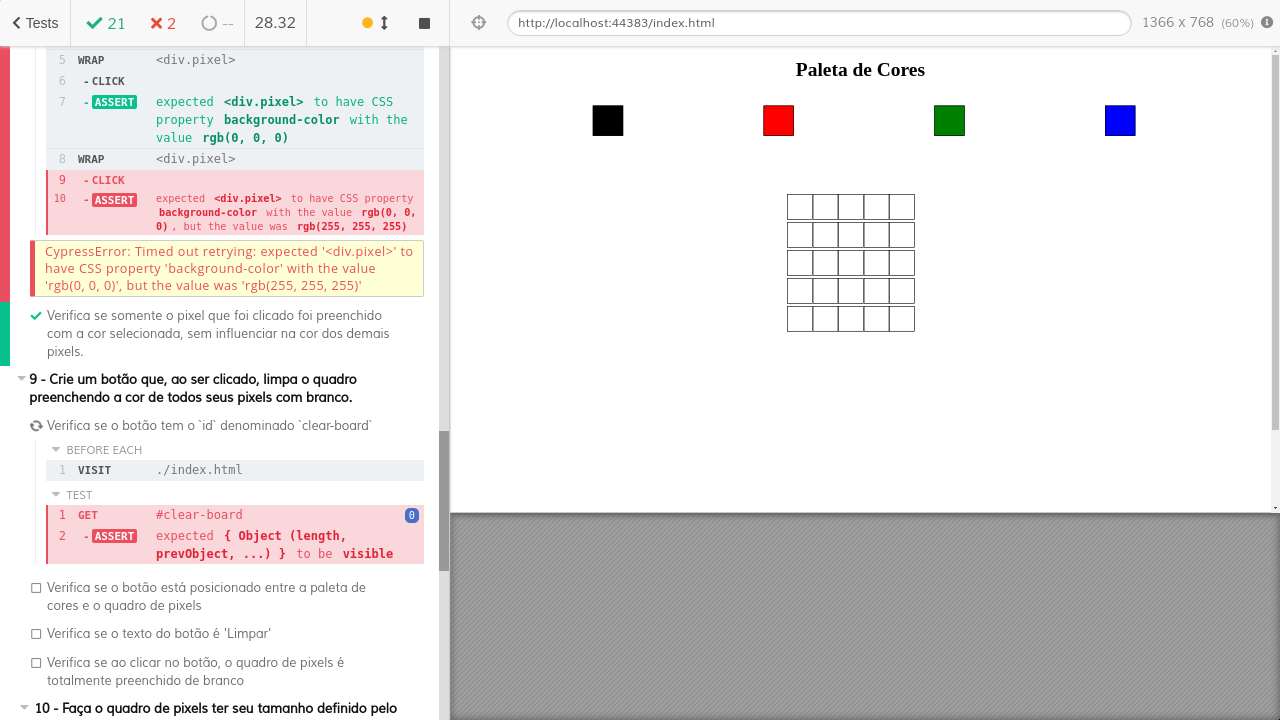 Tests 21 2 -- 28.32 http://localhost:44383/index.html 1366 x 768 (60%)
5 WRAP <div.pixel>
6 - CLICK
7 - ASSERT expected <div.pixel> to have CSS
property background-color with the
value rgb(0, 0, 0)
8 WRAP <div.pixel>
9 - CLICK
10 - ASSERT expected <div.pixel> to have CSS property
background-color with the value rgb(0, 0,
0) , but the value was rgb(255, 255, 255)
CypressError: Timed out retrying: expected '<div.pixel>' to
have CSS property 'background-color' with the value
'rgb(0, 0, 0)', but the value was 'rgb(255, 255, 255)'
Verifica se somente o pixel que foi clicado foi preenchido
com a cor selecionada, sem influenciar na cor dos demais
pixels.
9 - Crie um botão que, ao ser clicado, limpa o quadro
preenchendo a cor de todos seus pixels com branco.
Verifica se o botão tem o `id` denominado `clear-board`
BEFORE EACH
1 VISIT ./index.html
TEST
1 GET #clear-board 0
2 - ASSERT expected { Object (length,
prevObject, ...) } to be visible
Verifica se o botão está posicionado entre a paleta de
cores e o quadro de pixels
Verifica se o texto do botão é 'Limpar'
Verifica se ao clicar no botão, o quadro de pixels é
totalmente preenchido de branco
10 - Faça o quadro de pixels ter seu tamanho definido pelo
Paleta de Cores